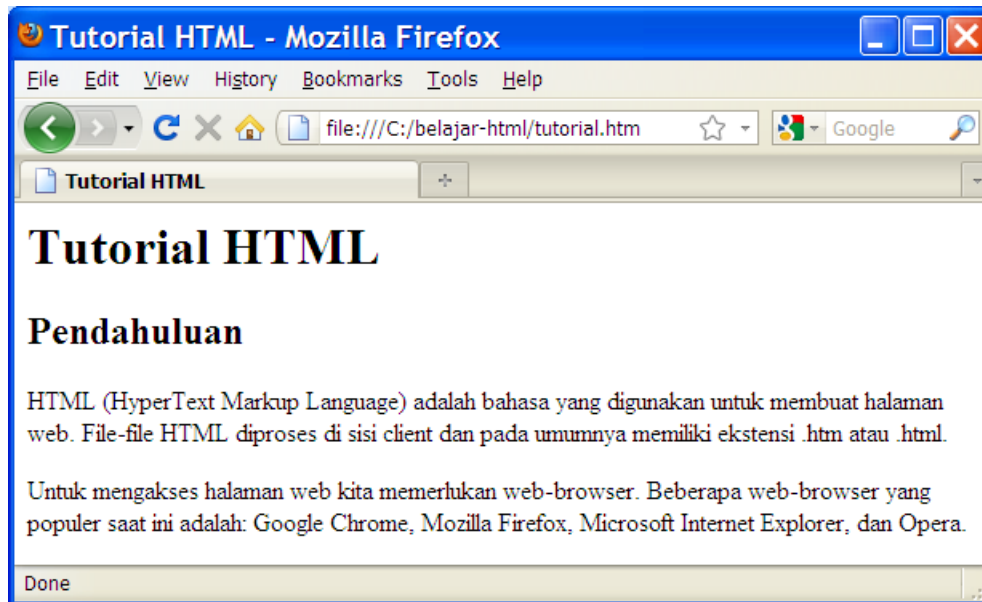 Tutorial HTML - Mozilla Firefox
File Edit View History Bookmarks Tools Help
file:///C:/belajar-html/tutorial.htm Google
Tutorial HTML
Tutorial HTML
Pendahuluan
HTML (HyperText Markup Language) adalah bahasa yang digunakan untuk membuat halaman
web. File-file HTML diproses di sisi client dan pada umumnya memiliki ekstensi .htm atau .html.
Untuk mengakses halaman web kita memerlukan web-browser. Beberapa web-browser yang
populer saat ini adalah: Google Chrome, Mozilla Firefox, Microsoft Internet Explorer, dan Opera.
Done